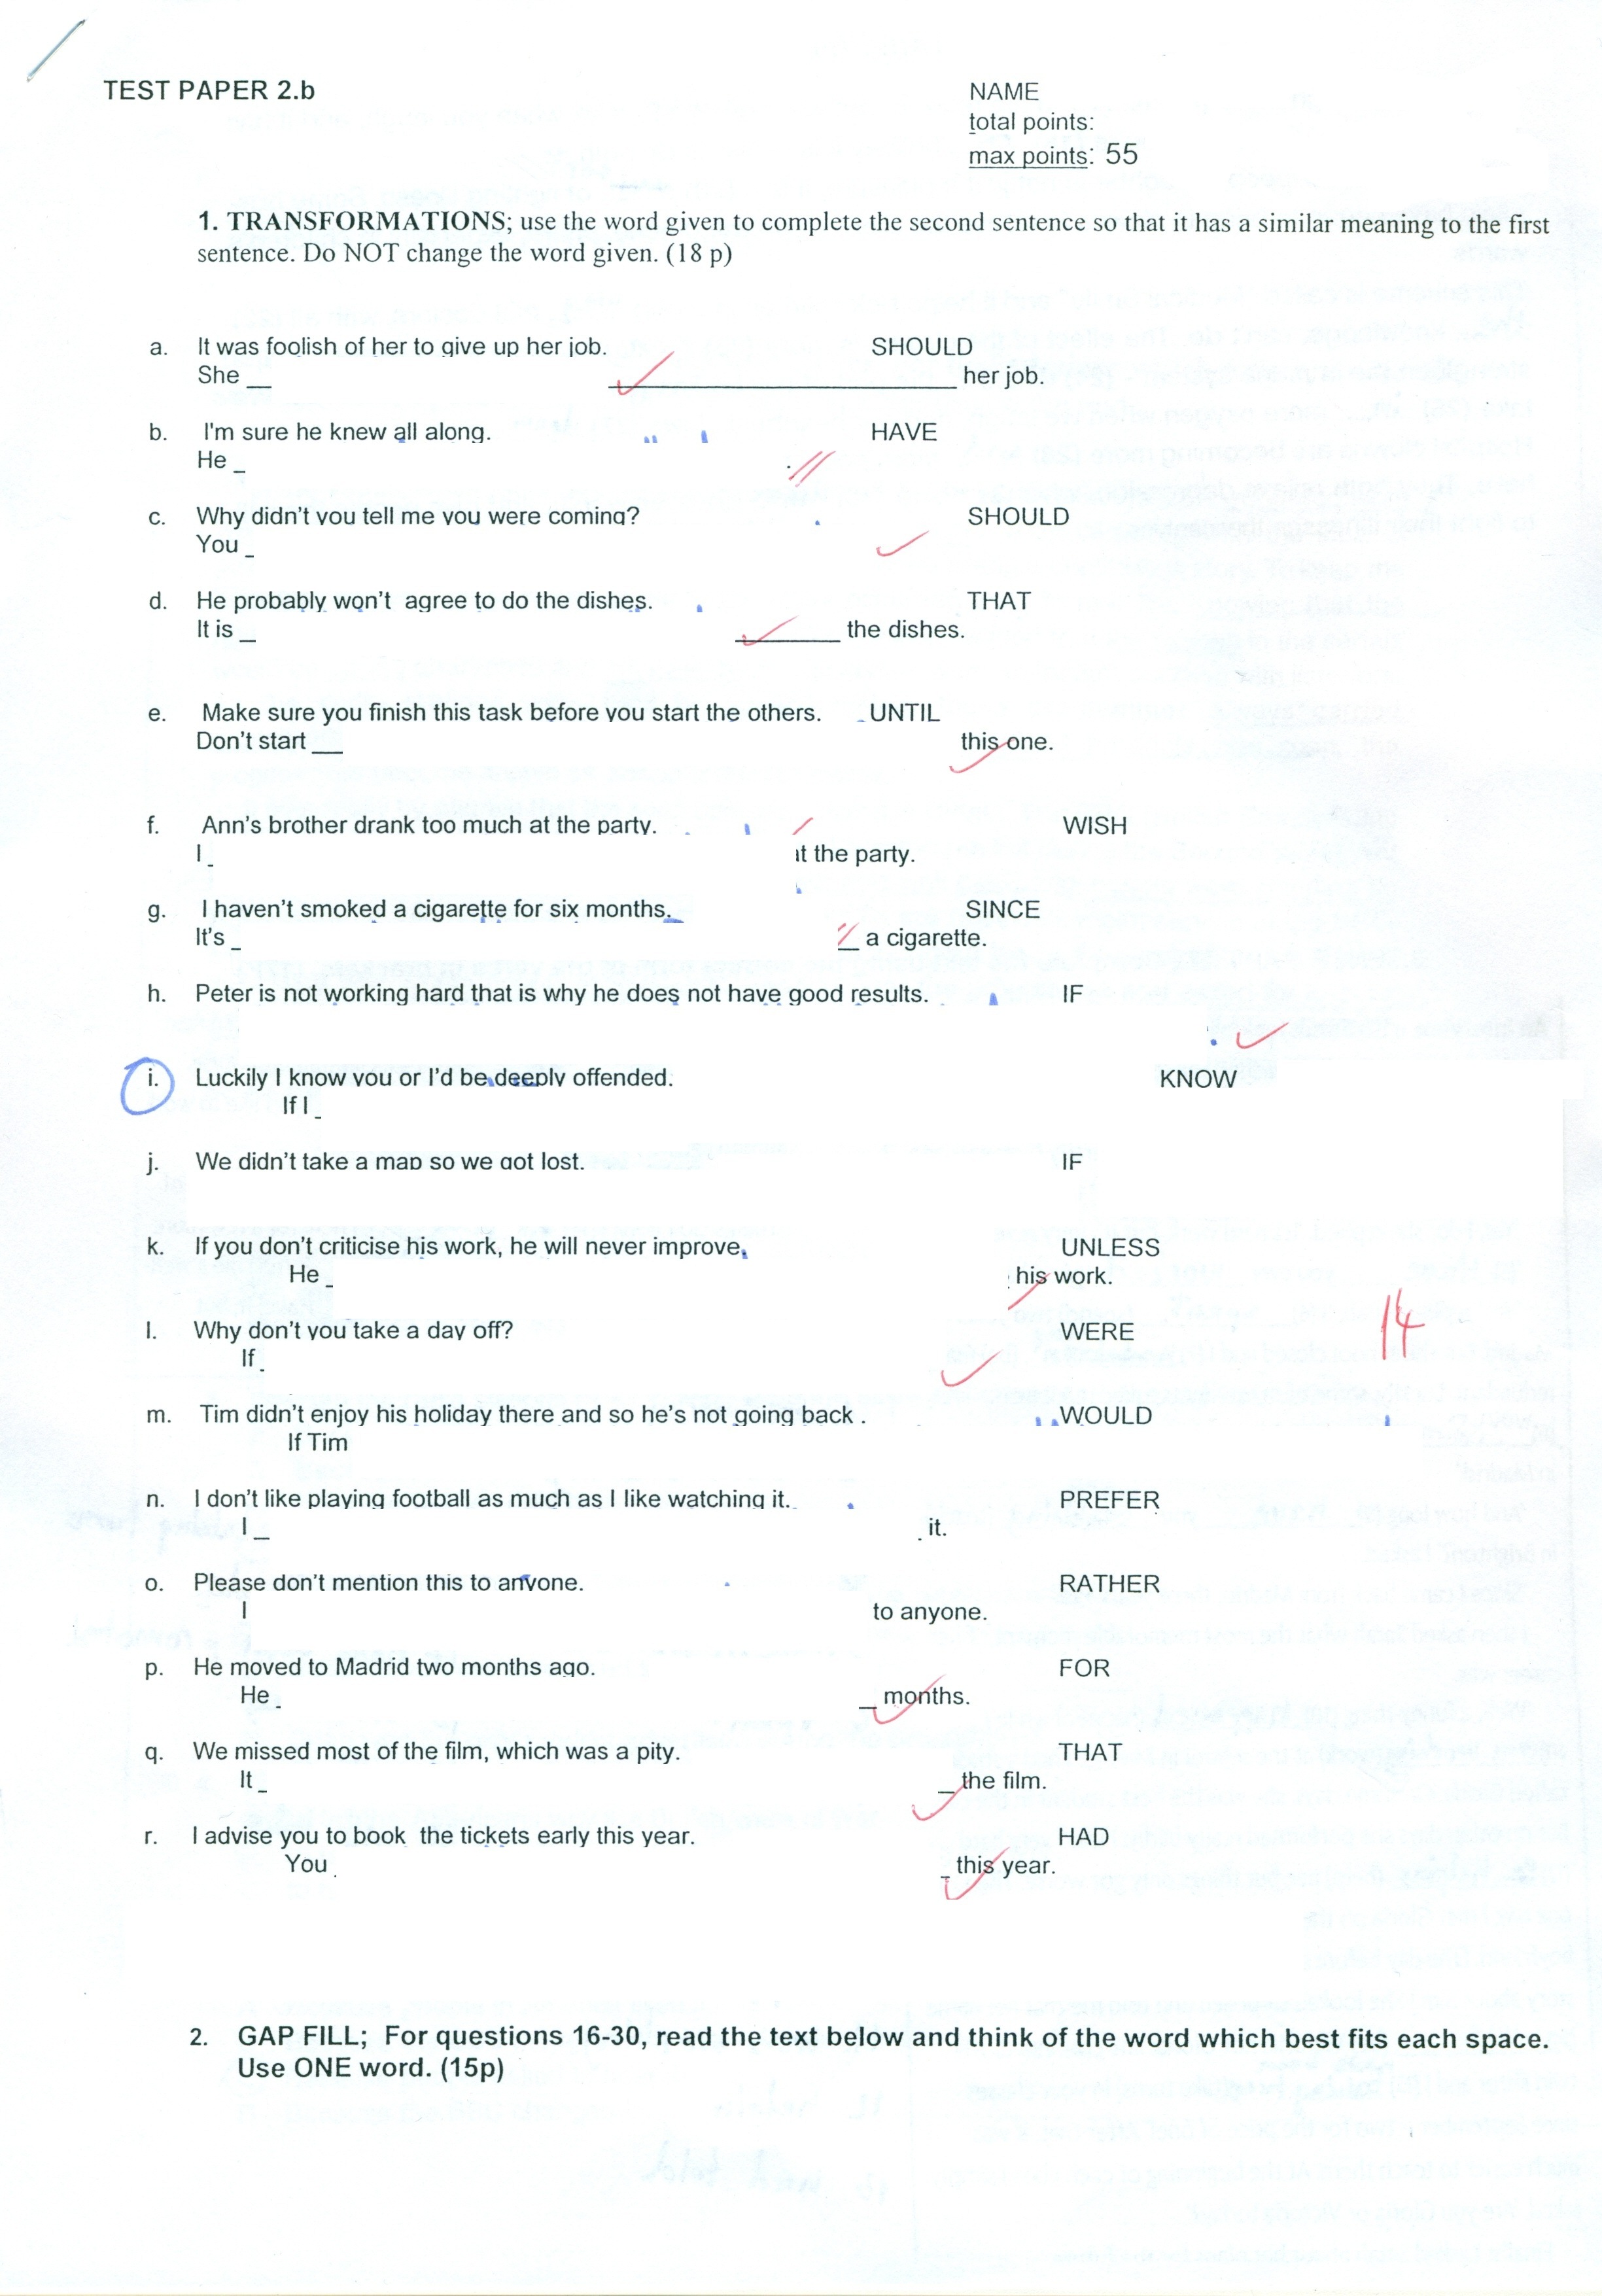 TEST PAPER 2.b
NAME
total points:
max points: 55
1. TRANSFORMATIONS; use the word given to complete the second sentence so that it has a similar meaning to the first
sentence. Do NOT change the word given. (18 p)
a. It was foolish of her to give up her job. SHOULD
She __ ______ her job.
b. I'm sure he knew all along. HAVE
He _ .
c. Why didn't you tell me you were coming? SHOULD
You _
d. He probably won't agree to do the dishes. THAT
It is _ ______ the dishes.
e. Make sure you finish this task before you start the others. UNTIL
Don't start __ this one.
f. Ann's brother drank too much at the party. WISH
I _ at the party.
g. I haven't smoked a cigarette for six months. SINCE
It's _ _ a cigarette.
h. Peter is not working hard that is why he does not have good results. IF
i. Luckily I know you or I'd be deeply offended. KNOW
If I _
j. We didn't take a map so we got lost. IF
k. If you don't criticise his work, he will never improve. UNLESS
He _ his work.
14
l. Why don't you take a day off? WERE
If _
m. Tim didn't enjoy his holiday there and so he's not going back . WOULD
If Tim
n. I don't like playing football as much as I like watching it. PREFER
I _ it.
o. Please don't mention this to anyone. RATHER
I to anyone.
p. He moved to Madrid two months ago. FOR
He _ _ months.
q. We missed most of the film, which was a pity. THAT
It _ _ the film.
r. I advise you to book the tickets early this year. HAD
You _ this year.
2. GAP FILL; For questions 16-30, read the text below and think of the word which best fits each space.
Use ONE word. (15p)